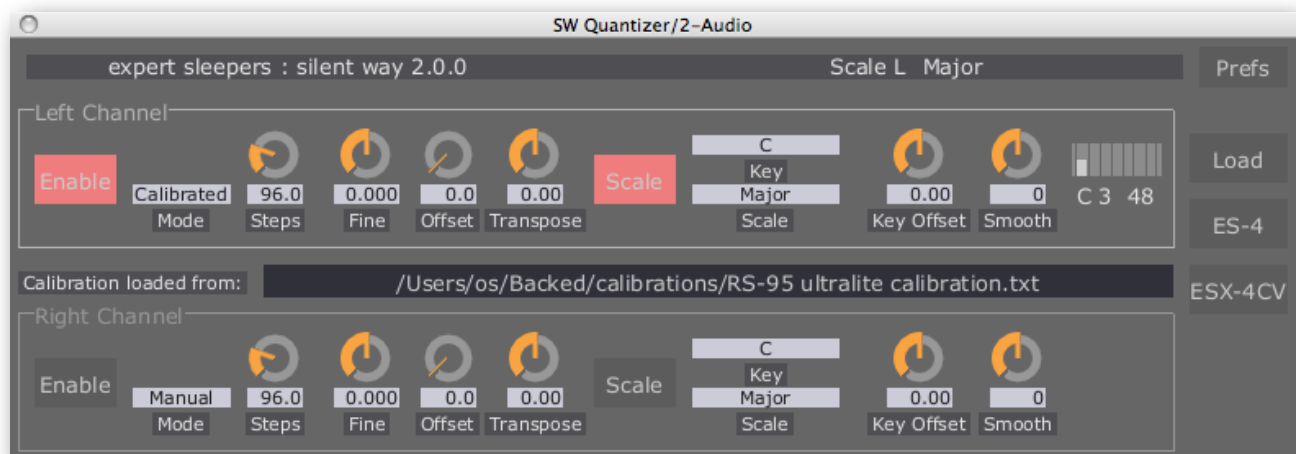 SW Quantizer/2-Audio
expert sleepers : silent way 2.0.0 Scale L Major Prefs
Left Channel
Enable Calibrated 96.0 0.000 0.0 0.00 Scale C 0.00 0 Load
Mode Steps Fine Offset Transpose Key Key Offset Smooth C 3 48
Major
Scale
ES-4
Calibration loaded from: /Users/os/Backed/calibrations/RS-95 ultralite calibration.txt ESX-4CV
Right Channel
Enable Manual 96.0 0.000 0.0 0.00 Scale C 0.00 0
Mode Steps Fine Offset Transpose Key Key Offset Smooth
Major
Scale